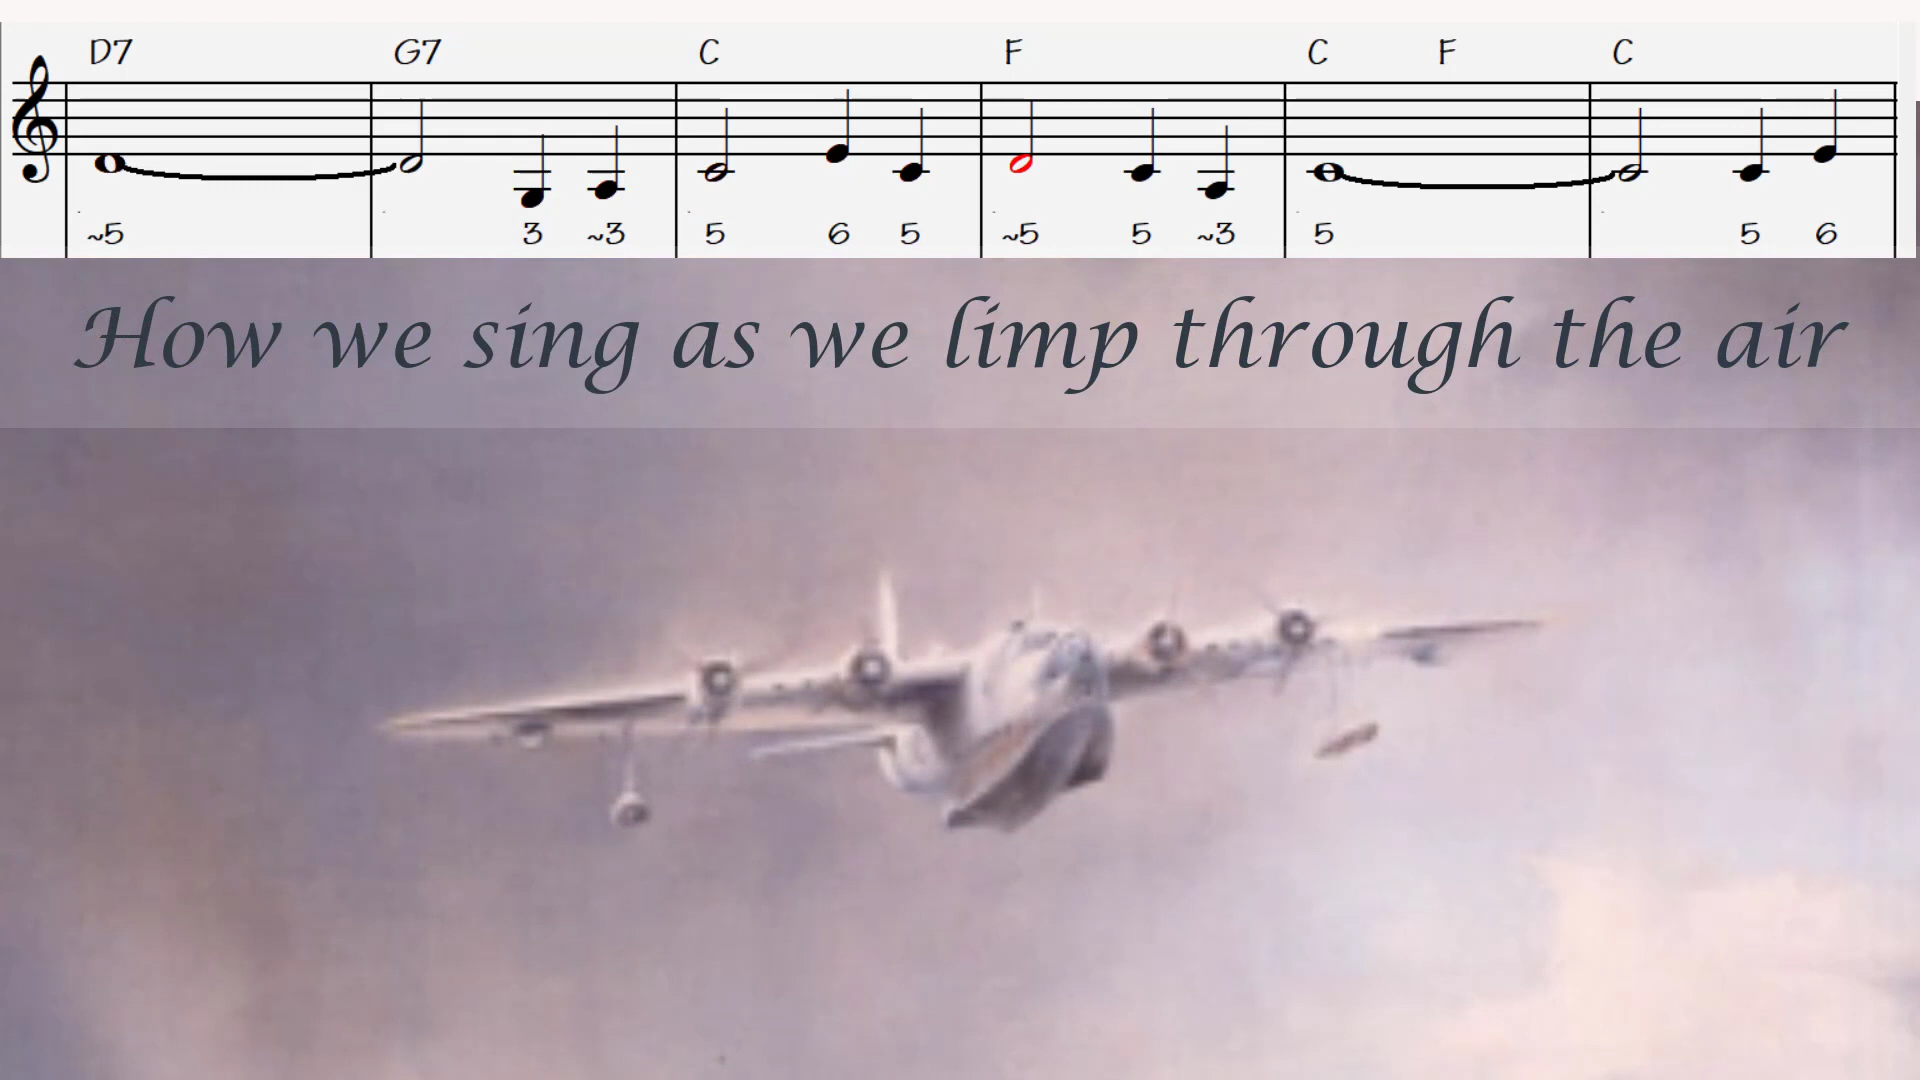 D7 G7 C F C F C
~5 3 ~3 5 6 5 ~5 5 ~3 5 5 6
How we sing as we limp through the air